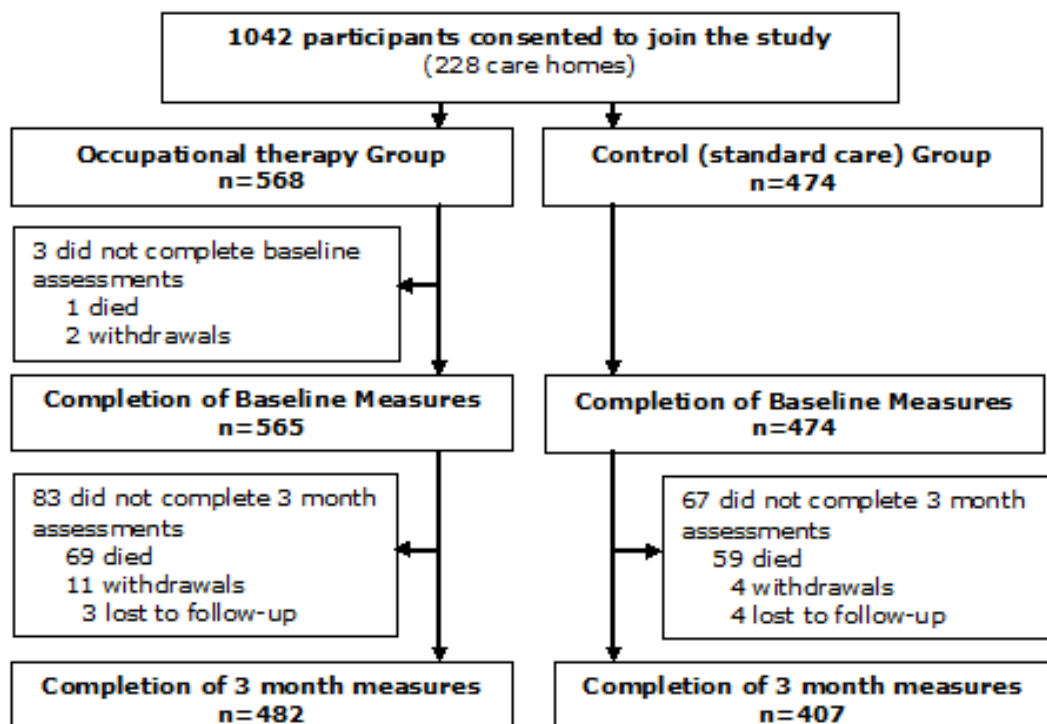 1042 participants consented to join the study
(228 care homes)
Occupational therapy Group
n=568
Control (standard care) Group
n=474
3 did not complete baseline
assessments
1 died
2 withdrawals
Completion of Baseline Measures
n=565
Completion of Baseline Measures
n=474
83 did not complete 3 month
assessments
69 died
11 withdrawals
3 lost to follow-up
67 did not complete 3 month
assessments
59 died
4 withdrawals
4 lost to follow-up
Completion of 3 month measures
n=482
Completion of 3 month measures
n=407